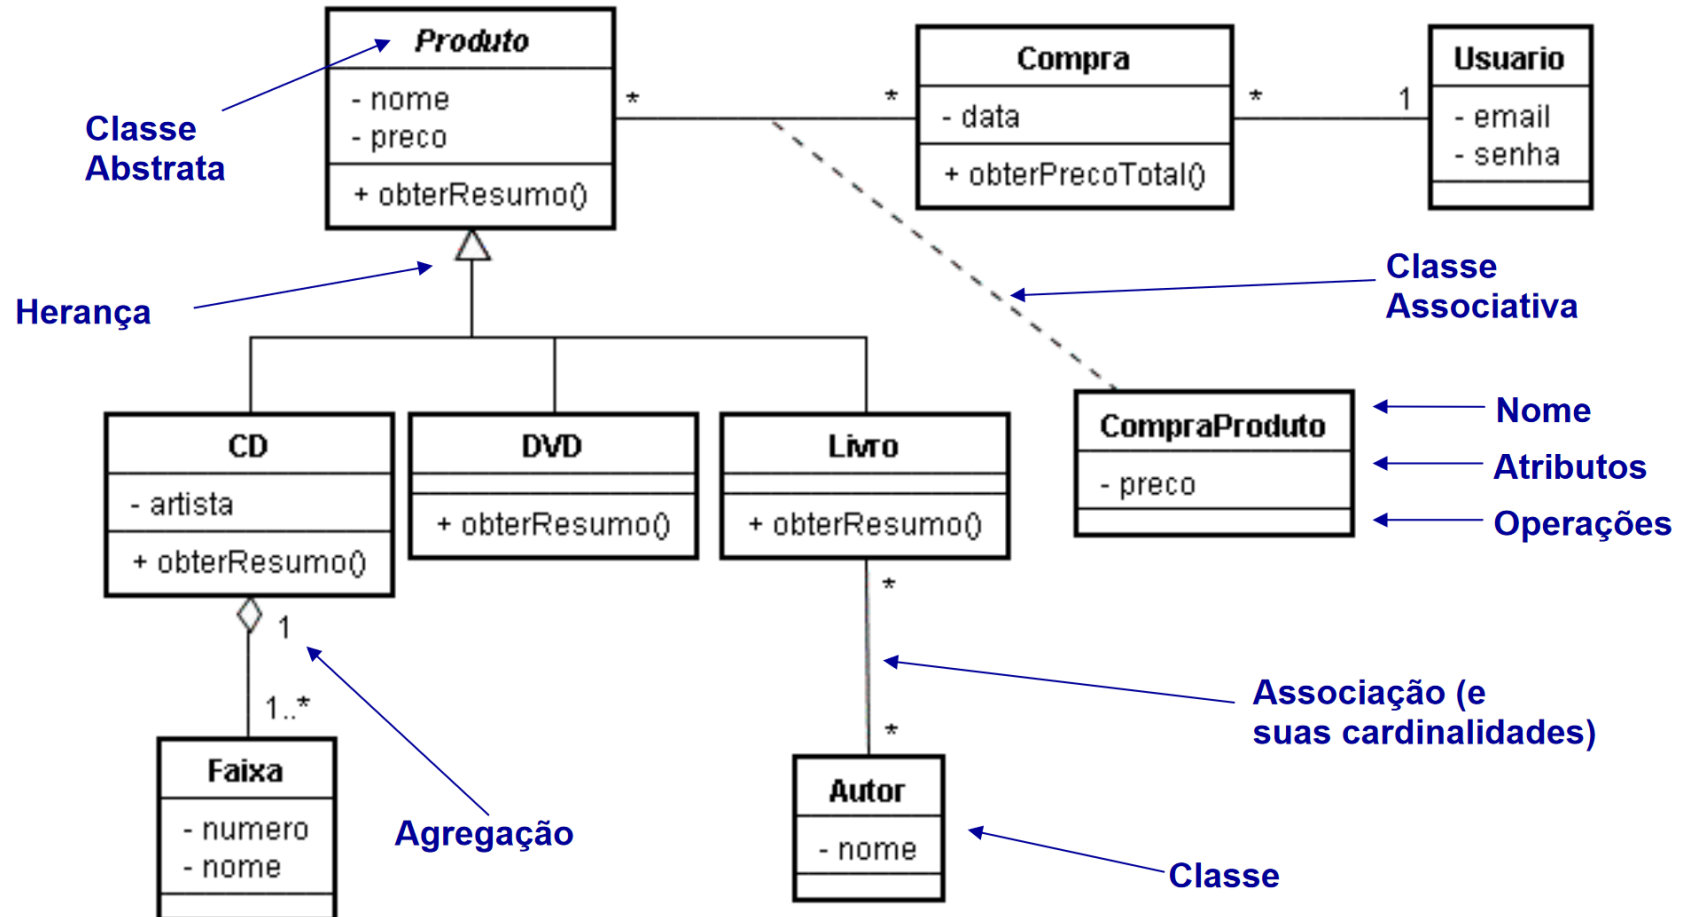 Produto
- nome
- preco
+ obterResumo()
Compra
- data
+ obterPrecoTotal()
Usuario
- email
- senha
*
*
*
1
Classe
Abstrata
Herança
Classe
Associativa
CD
- artista
+ obterResumo()
DVD
+ obterResumo()
Livro
+ obterResumo()
CompraProduto
- preco
Nome
Atributos
Operações
1
1..*
Agregação
*
*
Associação (e
suas cardinalidades)
Faixa
- numero
- nome
Autor
- nome
Classe